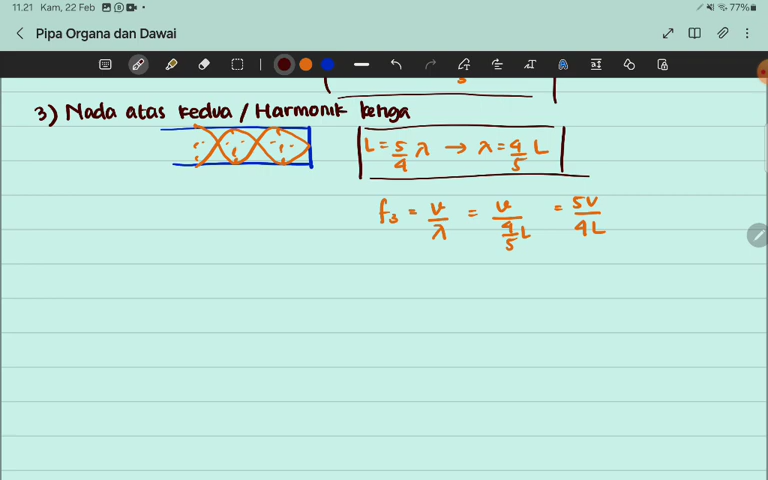 11.21 Kam, 22 Feb 77%
Pipa Organa dan Dawai
3) Nada atas kedua / Harmonik ketiga
L = 5/4 λ → λ = 4/5 L
f₃ = v/λ = v/(4/5 L) = 5v/4L